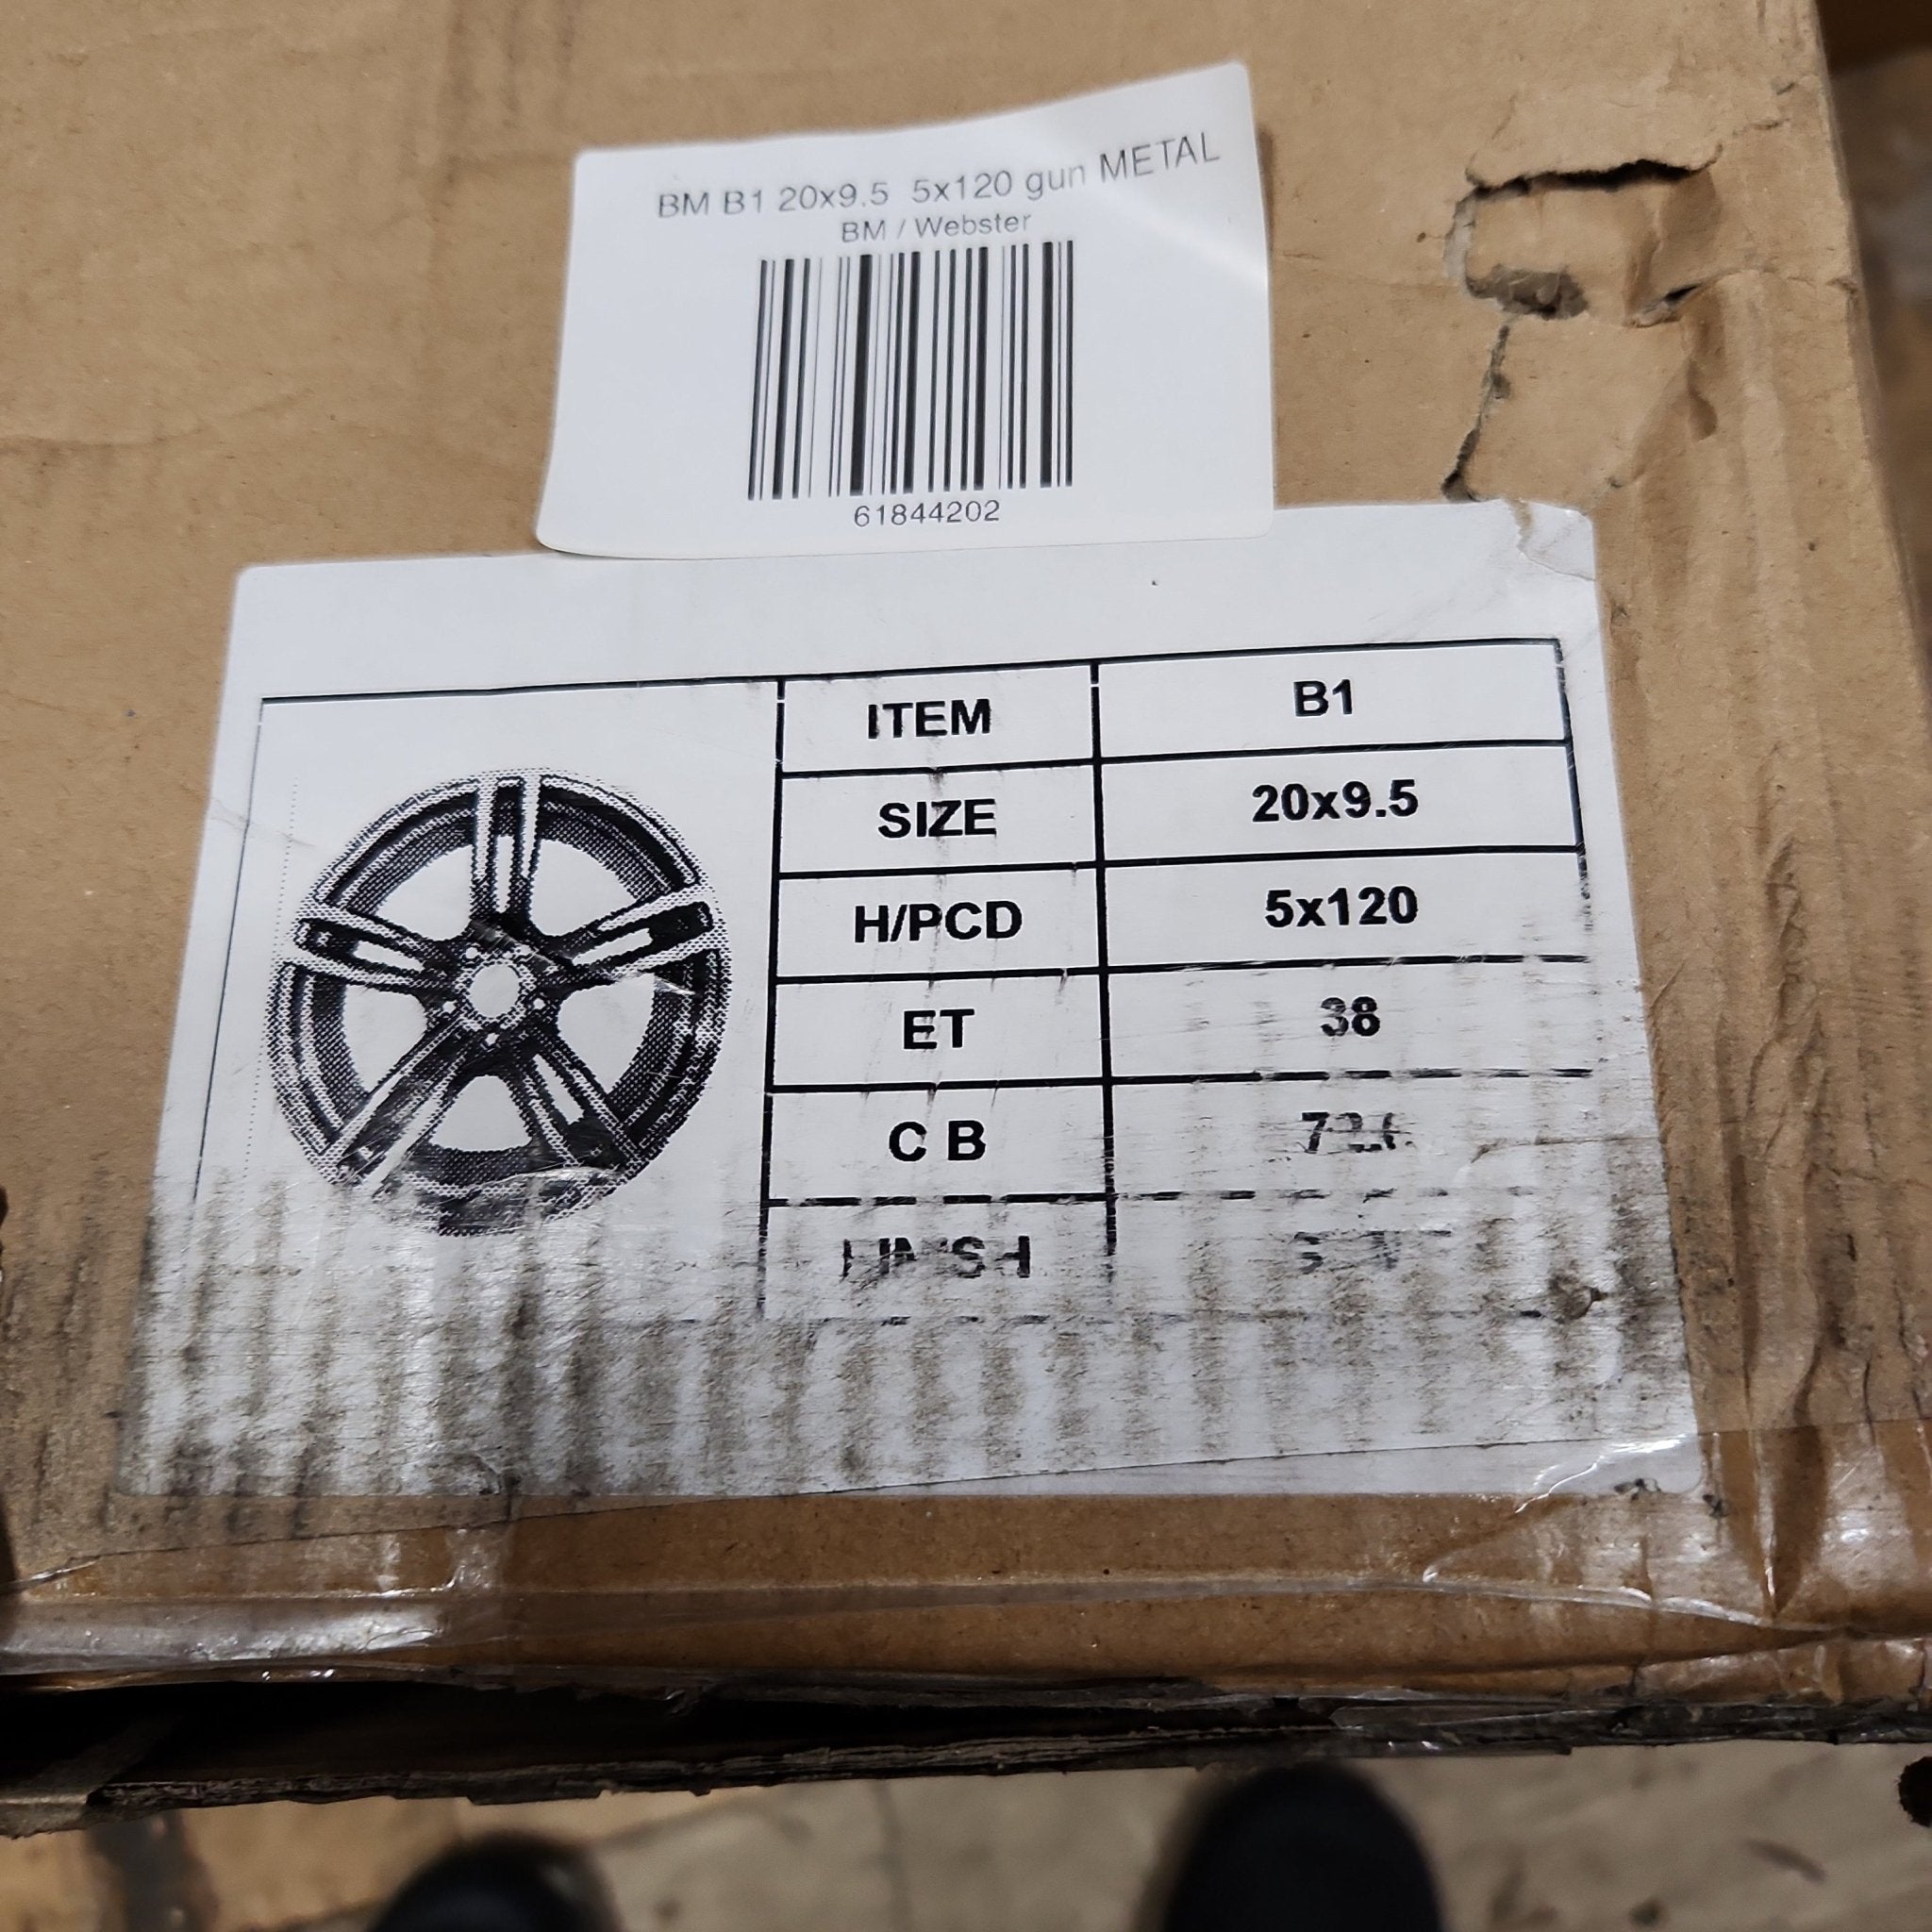 BM B1 20x9.5 5x120 gun METAL
BM / Webster
61844202
ITEM B1
SIZE 20x9.5
H/PCD 5x120
ET 38
C B
FINISH